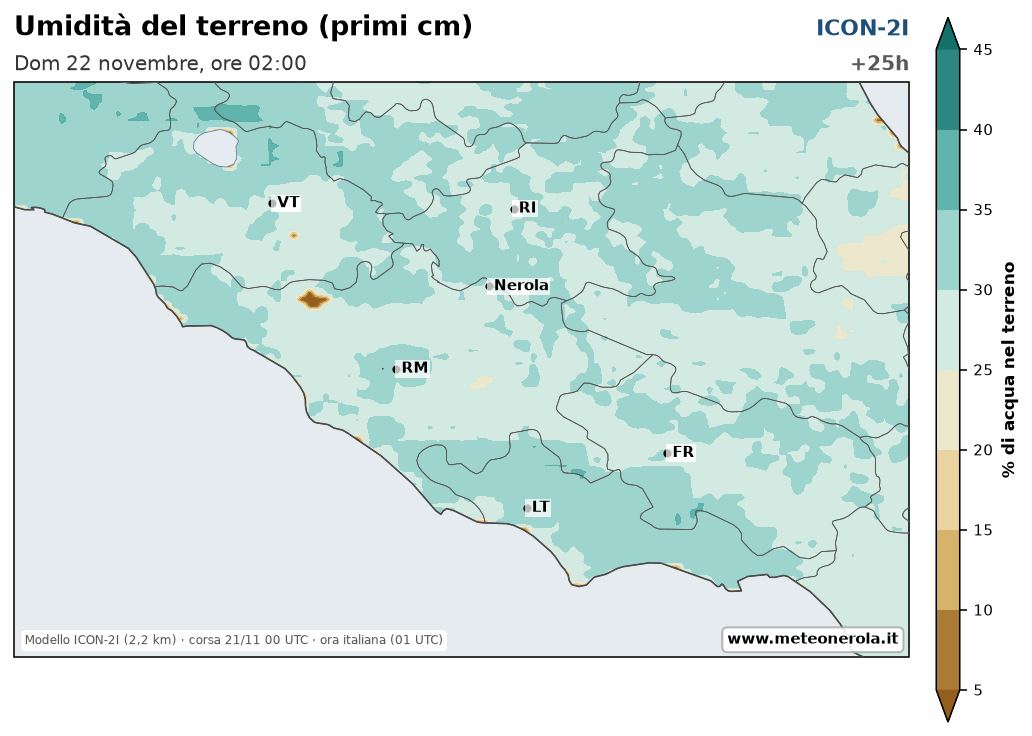 Umidità del terreno (primi cm)
ICON-2I
Dom 22 novembre, ore 02:00
+25h
VT
RI
Nerola
RM
FR
LT
Modello ICON-2I (2,2 km) · corsa 21/11 00 UTC · ora italiana (01 UTC)
www.meteonerola.it
45
40
35
30
25
20
15
10
5
% di acqua nel terreno